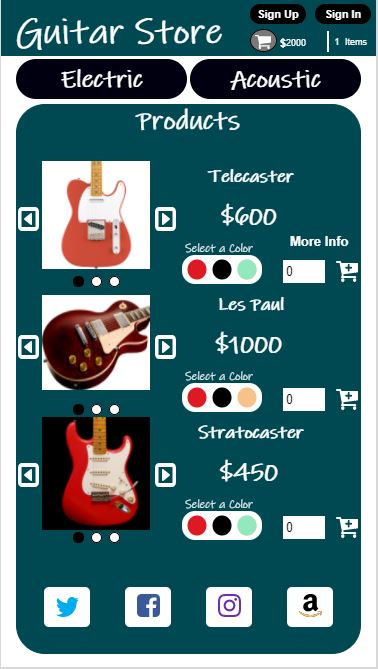 Guitar Store
Sign Up
Sign In
$2000
1 Items
Electric
Acoustic
Products
Telecaster
$600
Select a Color
More Info
0
Les Paul
$1000
Select a Color
0
Stratocaster
$450
Select a Color
0